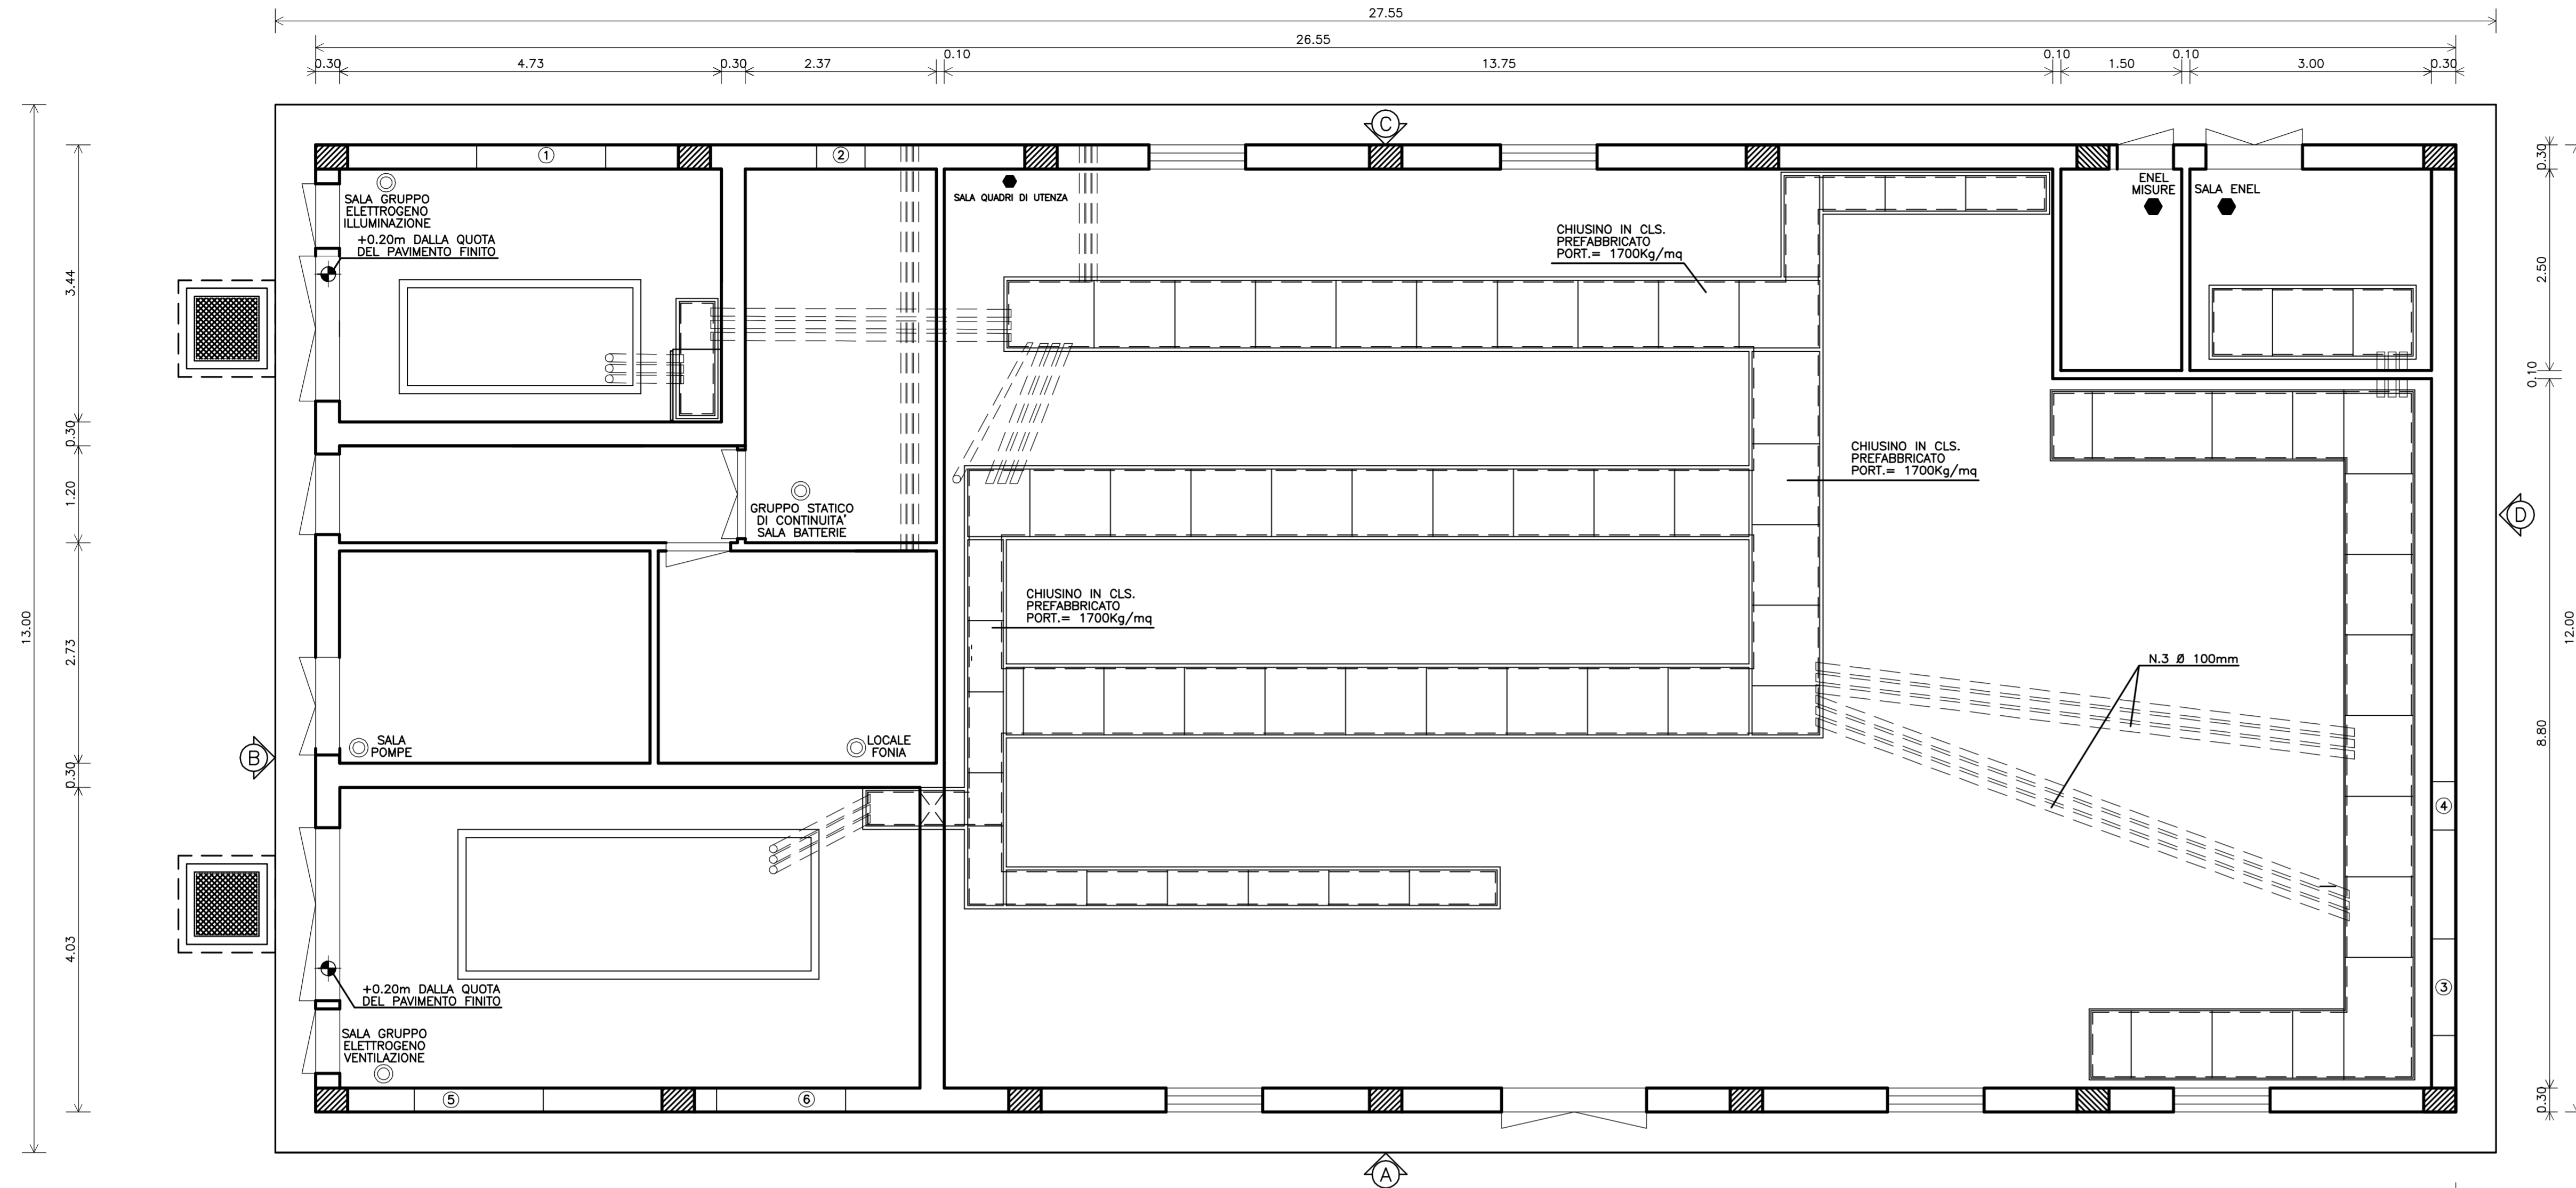 27.55
26.55
0.30
4.73
0.30
2.37
0.10
13.75
0.10
1.50
0.10
3.00
0.30
C
1
2
SALA GRUPPO
ELETTROGENO
ILLUMINAZIONE
+0.20m DALLA QUOTA
DEL PAVIMENTO FINITO
SALA QUADRI DI UTENZA
CHIUSINO IN CLS.
PREFABBRICATO
PORT.= 1700Kg/mq
ENEL
MISURE
SALA ENEL
0.30
2.50
0.10
3.44
0.30
1.20
GRUPPO STATICO
DI CONTINUITA'
SALA BATTERIE
CHIUSINO IN CLS.
PREFABBRICATO
PORT.= 1700Kg/mq
D
13.00
2.73
CHIUSINO IN CLS.
PREFABBRICATO
PORT.= 1700Kg/mq
12.00
N.3 Ø 100mm
8.80
B
SALA
POMPE
LOCALE
FONIA
0.30
4
4.03
+0.20m DALLA QUOTA
DEL PAVIMENTO FINITO
3
SALA GRUPPO
ELETTROGENO
VENTILAZIONE
5
6
0.30
A